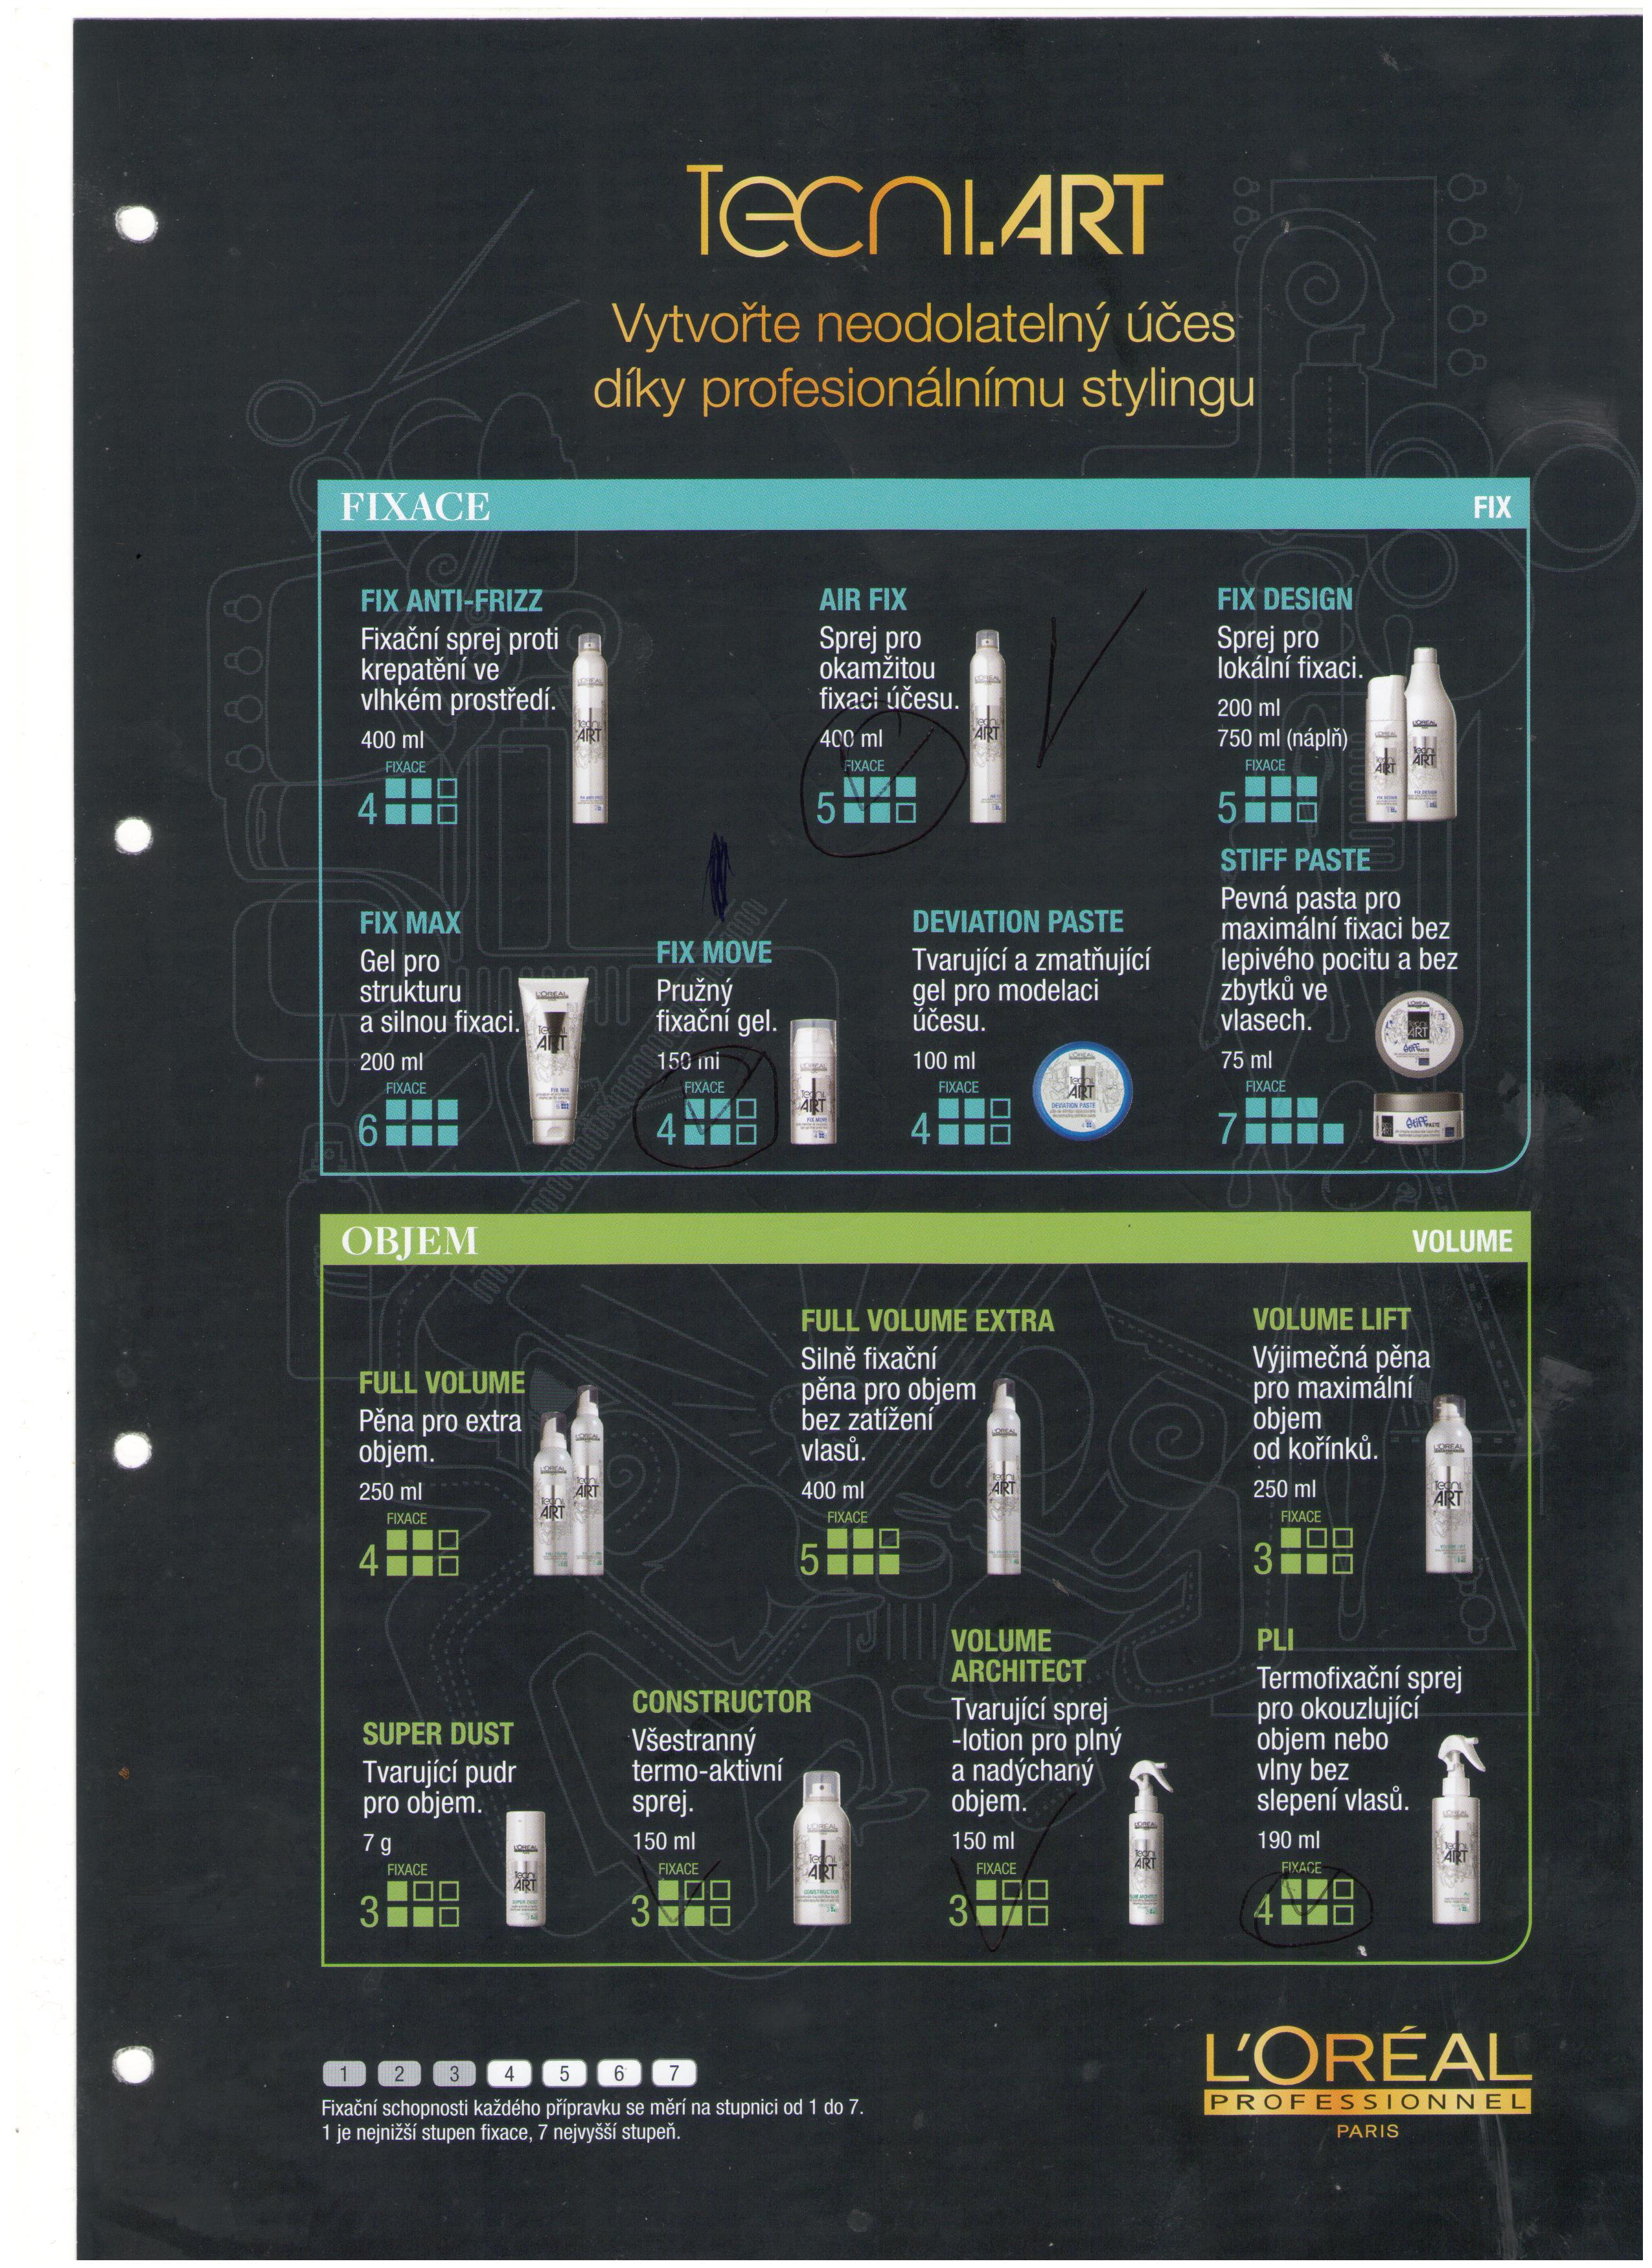 Tecni.ART
Vytvořte neodolatelný účes
díky profesionálnímu stylingu
FIXACE
FIX
FIX ANTI-FRIZZ
Fixační sprej proti
krepatění ve
vlhkém prostředí.
400 ml
FIXACE
4
AIR FIX
Sprej pro
okamžitou
fixaci účesu.
400 ml
FIXACE
5
FIX DESIGN
Sprej pro
lokální fixaci.
200 ml
750 ml (náplň)
FIXACE
5
FIX MAX
Gel pro
strukturu
a silnou fixaci.
200 ml
FIXACE
6
FIX MOVE
Pružný
fixační gel.
150 ml
FIXACE
4
DEVIATION PASTE
Tvarující a zmatňující
gel pro modelaci
účesu.
100 ml
FIXACE
4
STIFF PASTE
Pevná pasta pro
maximální fixaci bez
lepivého pocitu a bez
zbytků ve
vlasech.
75 ml
FIXACE
7
OBJEM
VOLUME
FULL VOLUME
Pěna pro extra
objem.
250 ml
FIXACE
4
FULL VOLUME EXTRA
Silně fixační
pěna pro objem
bez zatížení
vlasů.
400 ml
FIXACE
5
VOLUME LIFT
Výjimečná pěna
pro maximální
objem
od kořínků.
250 ml
FIXACE
3
SUPER DUST
Tvarující pudr
pro objem.
7 g
FIXACE
3
CONSTRUCTOR
Všestranný
termo-aktivní
sprej.
150 ml
FIXACE
3
VOLUME
ARCHITECT
Tvarující sprej
-lotion pro plný
a nadýchaný
objem.
150 ml
FIXACE
3
PLI
Termofixační sprej
pro okouzlující
objem nebo
vlny bez
slepení vlasů.
190 ml
FIXACE
4
1 2 3 4 5 6 7
Fixační schopnosti každého přípravku se měří na stupnici od 1 do 7.
1 je nejnižší stupen fixace, 7 nejvyšší stupeň.
L'ORÉAL
PROFESSIONNEL
PARIS